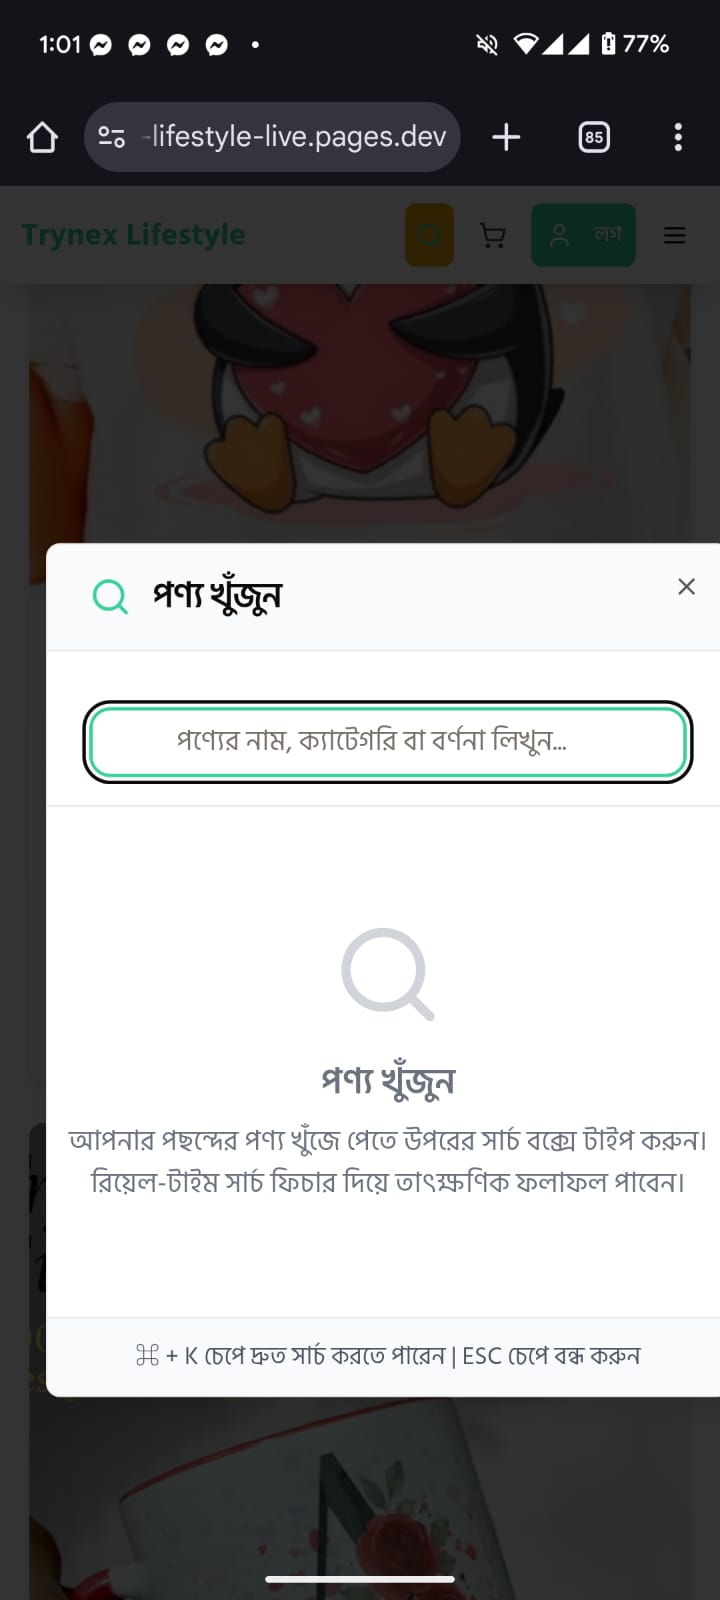 1:01
77%
-lifestyle-live.pages.dev
85
Trynex Lifestyle
লগ
পণ্য খুঁজুন
পণ্যের নাম, ক্যাটেগরি বা বর্ণনা লিখুন...
পণ্য খুঁজুন
আপনার পছন্দের পণ্য খুঁজে পেতে উপরের সার্চ বক্সে টাইপ করুন।
রিয়েল-টাইম সার্চ ফিচার দিয়ে তাৎক্ষণিক ফলাফল পাবেন।
⌘ + K চেপে দ্রুত সার্চ করতে পারেন | ESC চেপে বন্ধ করুন